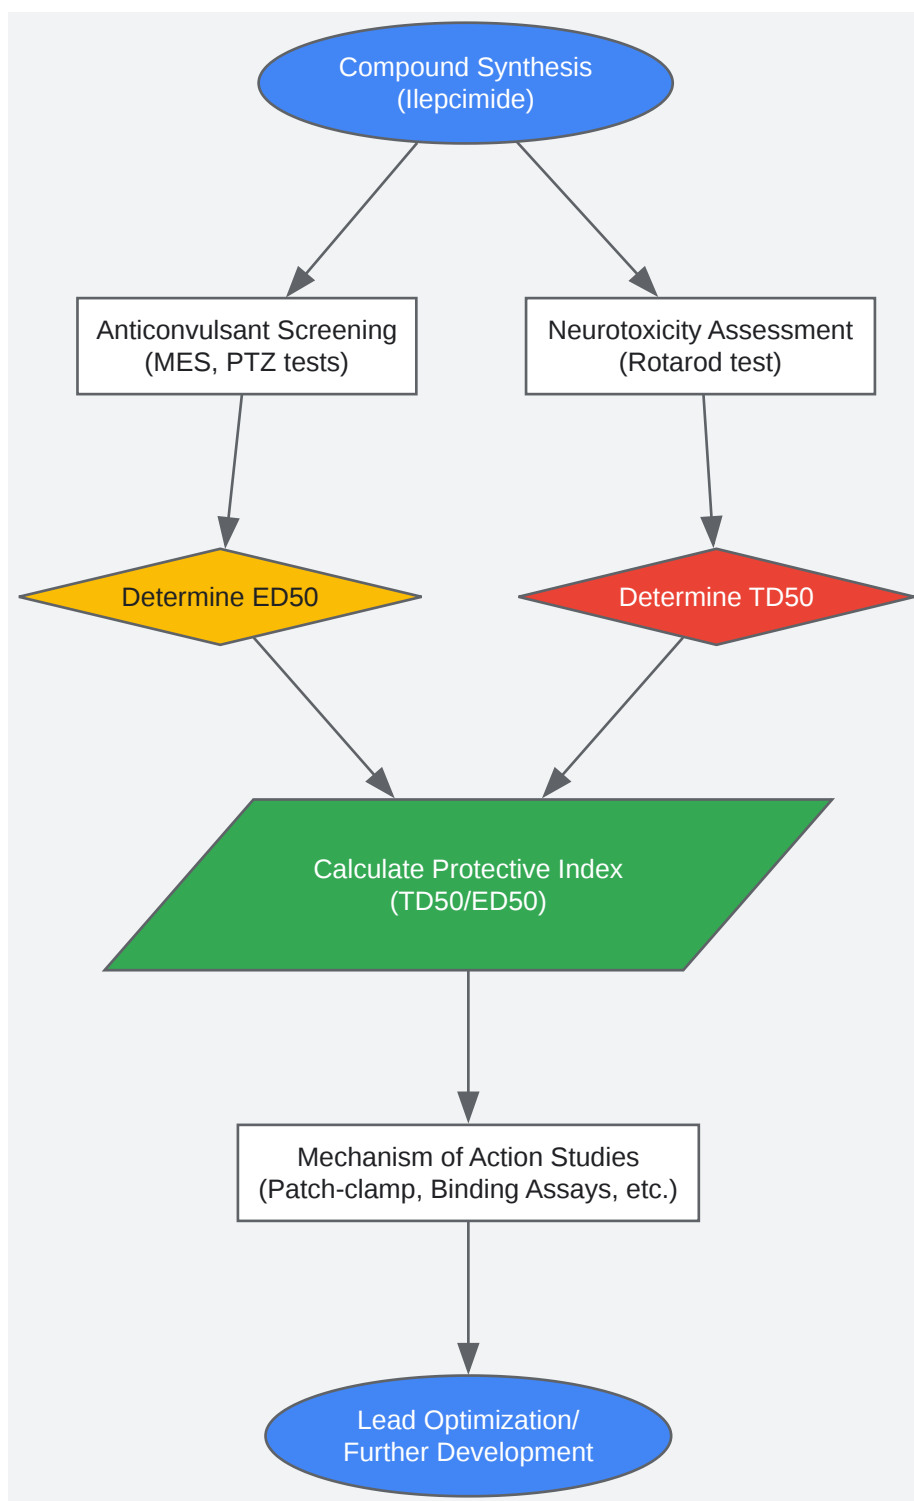 Compound Synthesis
(Ilepcimide)
Anticonvulsant Screening
(MES, PTZ tests)
Neurotoxicity Assessment
(Rotarod test)
Determine ED50
Determine TD50
Calculate Protective Index
(TD50/ED50)
Mechanism of Action Studies
(Patch-clamp, Binding Assays, etc.)
Lead Optimization/
Further Development